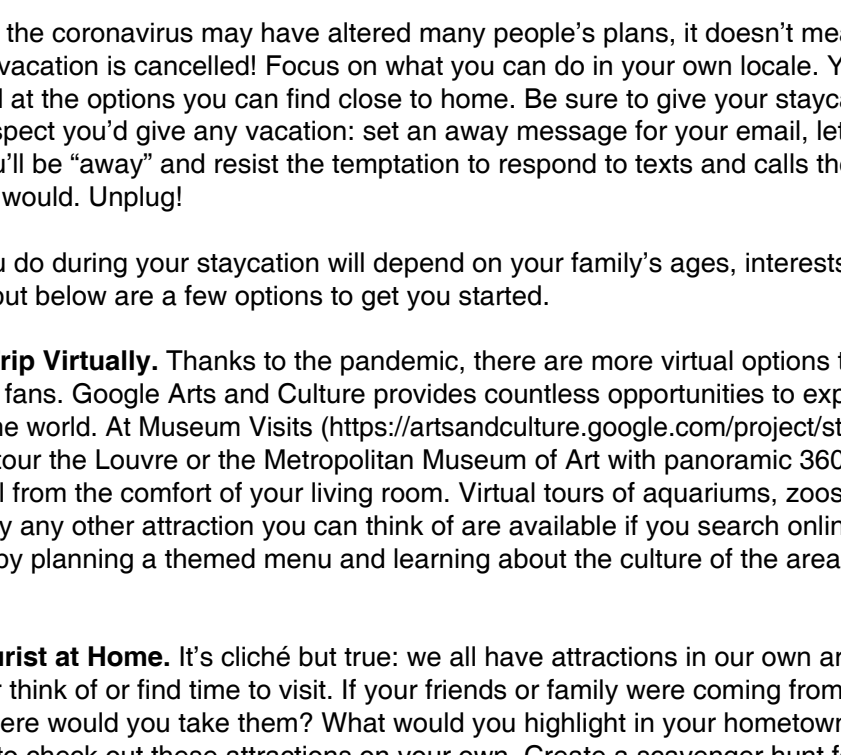 the coronavirus may have altered many people’s plans, it doesn’t mea
vacation is cancelled! Focus on what you can do in your own locale. Y
at the options you can find close to home. Be sure to give your stayca
spect you’d give any vacation: set an away message for your email, let
u’ll be “away” and resist the temptation to respond to texts and calls the
would. Unplug!
u do during your staycation will depend on your family’s ages, interests
but below are a few options to get you started.
rip Virtually. Thanks to the pandemic, there are more virtual options t
fans. Google Arts and Culture provides countless opportunities to exp
he world. At Museum Visits (https://artsandculture.google.com/project/st
tour the Louvre or the Metropolitan Museum of Art with panoramic 360
l from the comfort of your living room. Virtual tours of aquariums, zoos
y any other attraction you can think of are available if you search onlin
by planning a themed menu and learning about the culture of the area
urist at Home. It’s cliché but true: we all have attractions in our own ar
r think of or find time to visit. If your friends or family were coming from
ere would you take them? What would you highlight in your hometown
to check out those attractions on your own. Create a scavenger hunt f